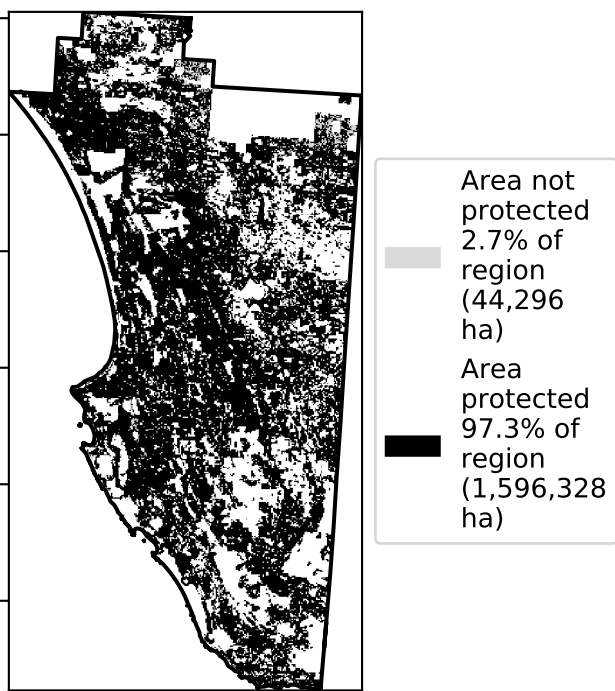 Area not
protected
2.7% of
region
(44,296
ha)
Area
protected
97.3% of
region
(1,596,328
ha)